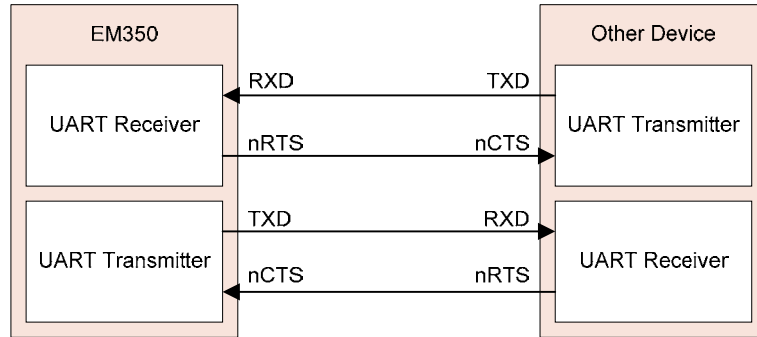 EM350
Other Device
RXD
TXD
UART Receiver
UART Transmitter
nRTS
nCTS
TXD
RXD
UART Transmitter
UART Receiver
nCTS
nRTS